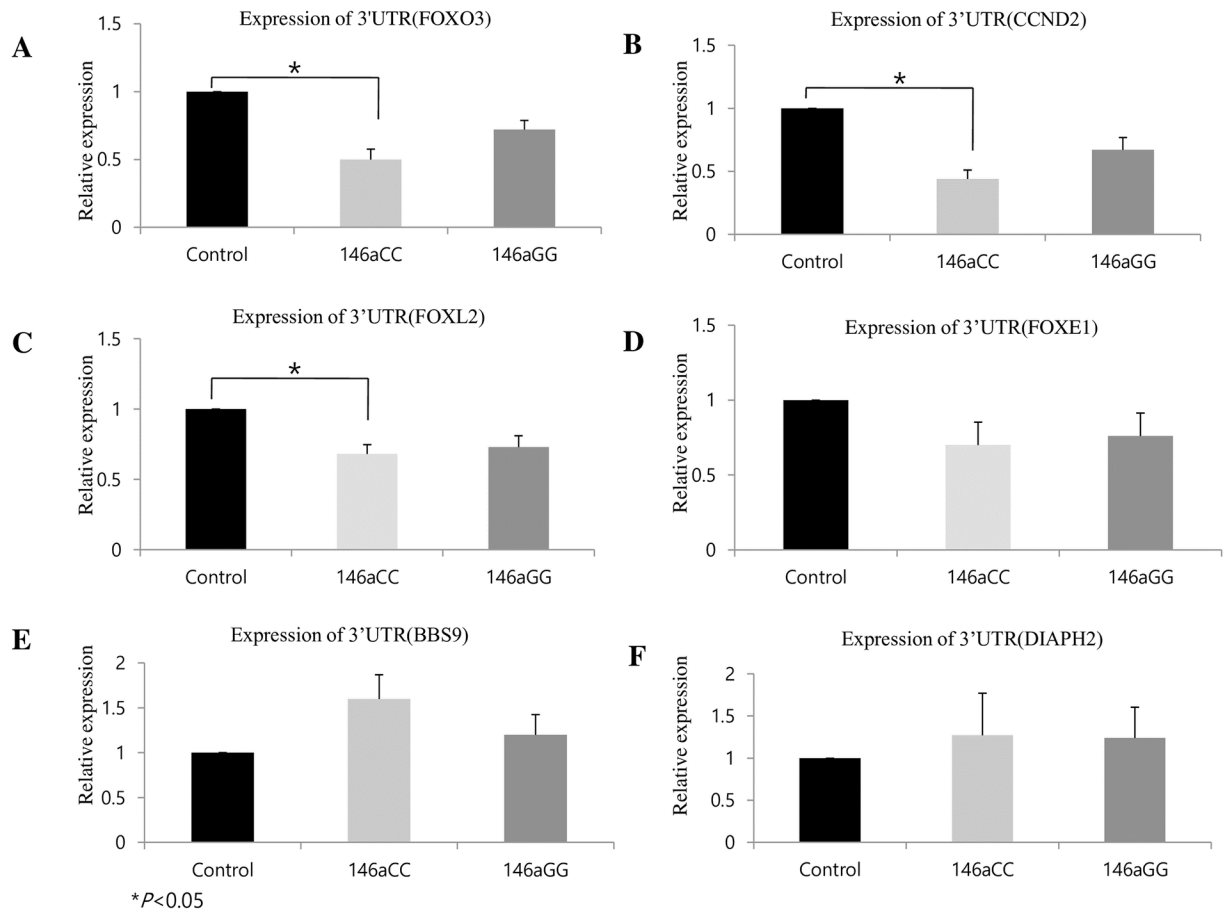 A
Expression of 3'UTR(FOXO3)
Relative expression
1.5
1
0.5
0
*
Control 146aCC 146aGG
B
Expression of 3’UTR(CCND2)
Relative expression
1.5
1
0.5
0
*
Control 146aCC 146aGG
C
Expression of 3’UTR(FOXL2)
Relative expression
1.5
1
0.5
0
*
Control 146aCC 146aGG
D
Expression of 3’UTR(FOXE1)
Relative expression
1.5
1
0.5
0
Control 146aCC 146aGG
E
Expression of 3’UTR(BBS9)
Relative expression
2
1.5
1
0.5
0
Control 146aCC 146aGG
F
Expression of 3’UTR(DIAPH2)
Relative expression
2
1.5
1
0.5
0
Control 146aCC 146aGG
*P<0.05